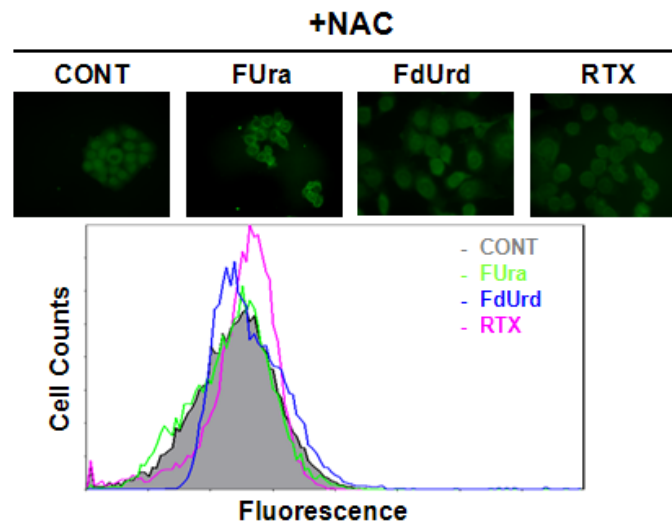 +NAC
CONT FUra FdUrd RTX
- CONT
- FUra
- FdUrd
- RTX
Cell Counts
Fluorescence